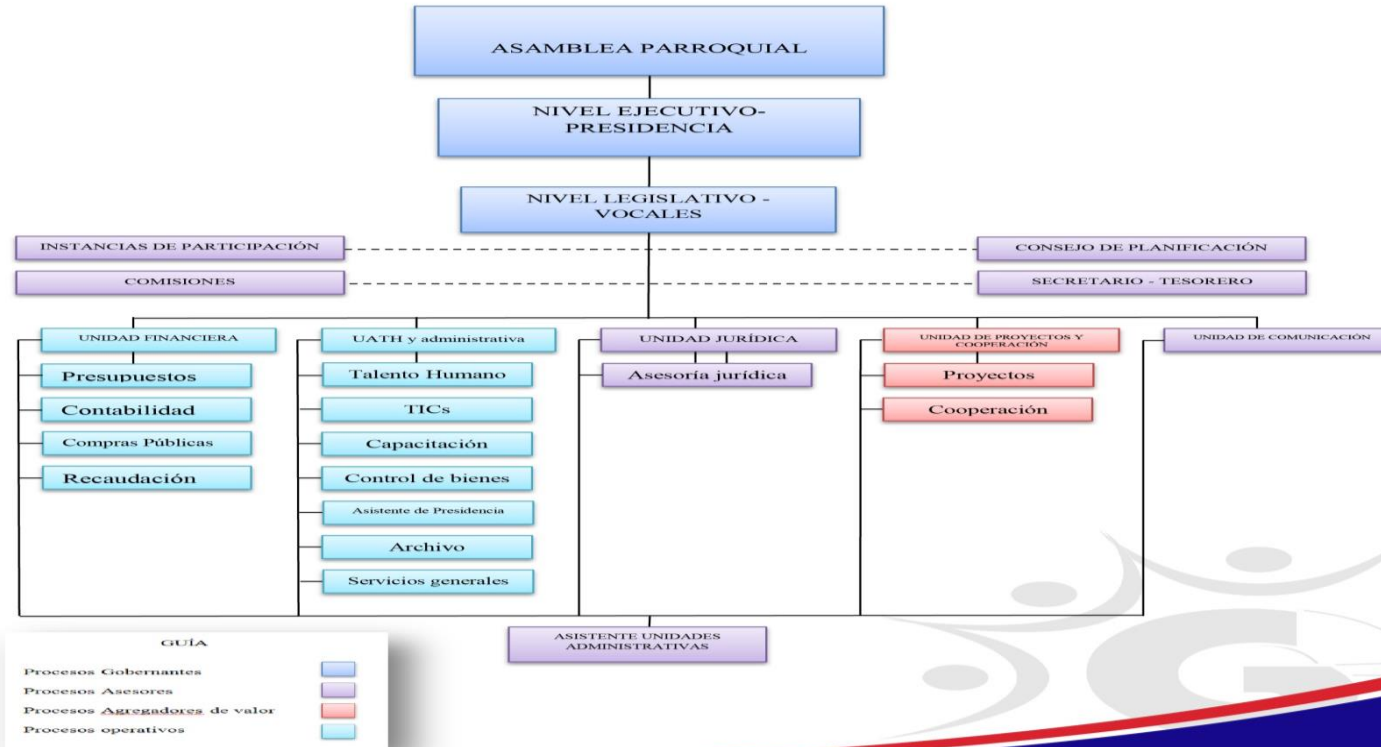 ASAMBLEA PARROQUIAL
NIVEL EJECUTIVO-
PRESIDENCIA
NIVEL LEGISLATIVO -
VOCALES
INSTANCIAS DE PARTICIPACIÓN
CONSEJO DE PLANIFICACIÓN
COMISIONES
SECRETARIO - TESORERO
UNIDAD FINANCIERA
Presupuestos
Contabilidad
Compras Públicas
Recaudación
UATH y administrativa
Talento Humano
TICs
Capacitación
Control de bienes
Asistente de Presidencia
Archivo
Servicios generales
UNIDAD JURÍDICA
Asesoría jurídica
UNIDAD DE PROYECTOS Y
COOPERACIÓN
Proyectos
Cooperación
UNIDAD DE COMUNICACIÓN
ASISTENTE UNIDADES
ADMINISTRATIVAS
GUÍA
Procesos Gobernantes
Procesos Asesores
Procesos Agregadores de valor
Procesos operativos
G